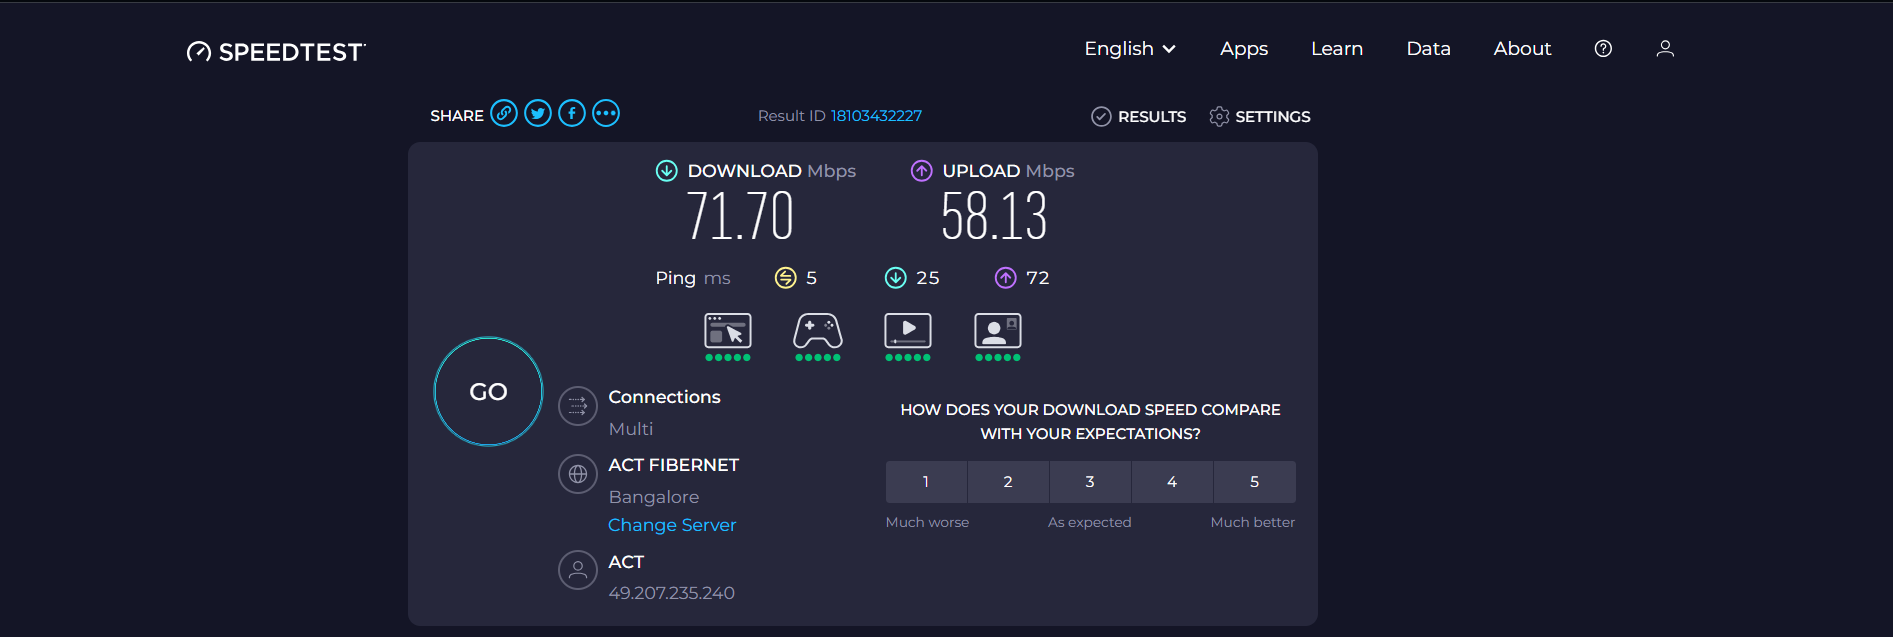 SPEEDTEST
English Apps Learn Data About
SHARE
Result ID 18103432227
RESULTS SETTINGS
DOWNLOAD Mbps
71.70
UPLOAD Mbps
58.13
Ping ms 5 25 72
GO
Connections
Multi
ACT FIBERNET
Bangalore
Change Server
ACT
49.207.235.240
HOW DOES YOUR DOWNLOAD SPEED COMPARE
WITH YOUR EXPECTATIONS?
1 2 3 4 5
Much worse As expected Much better